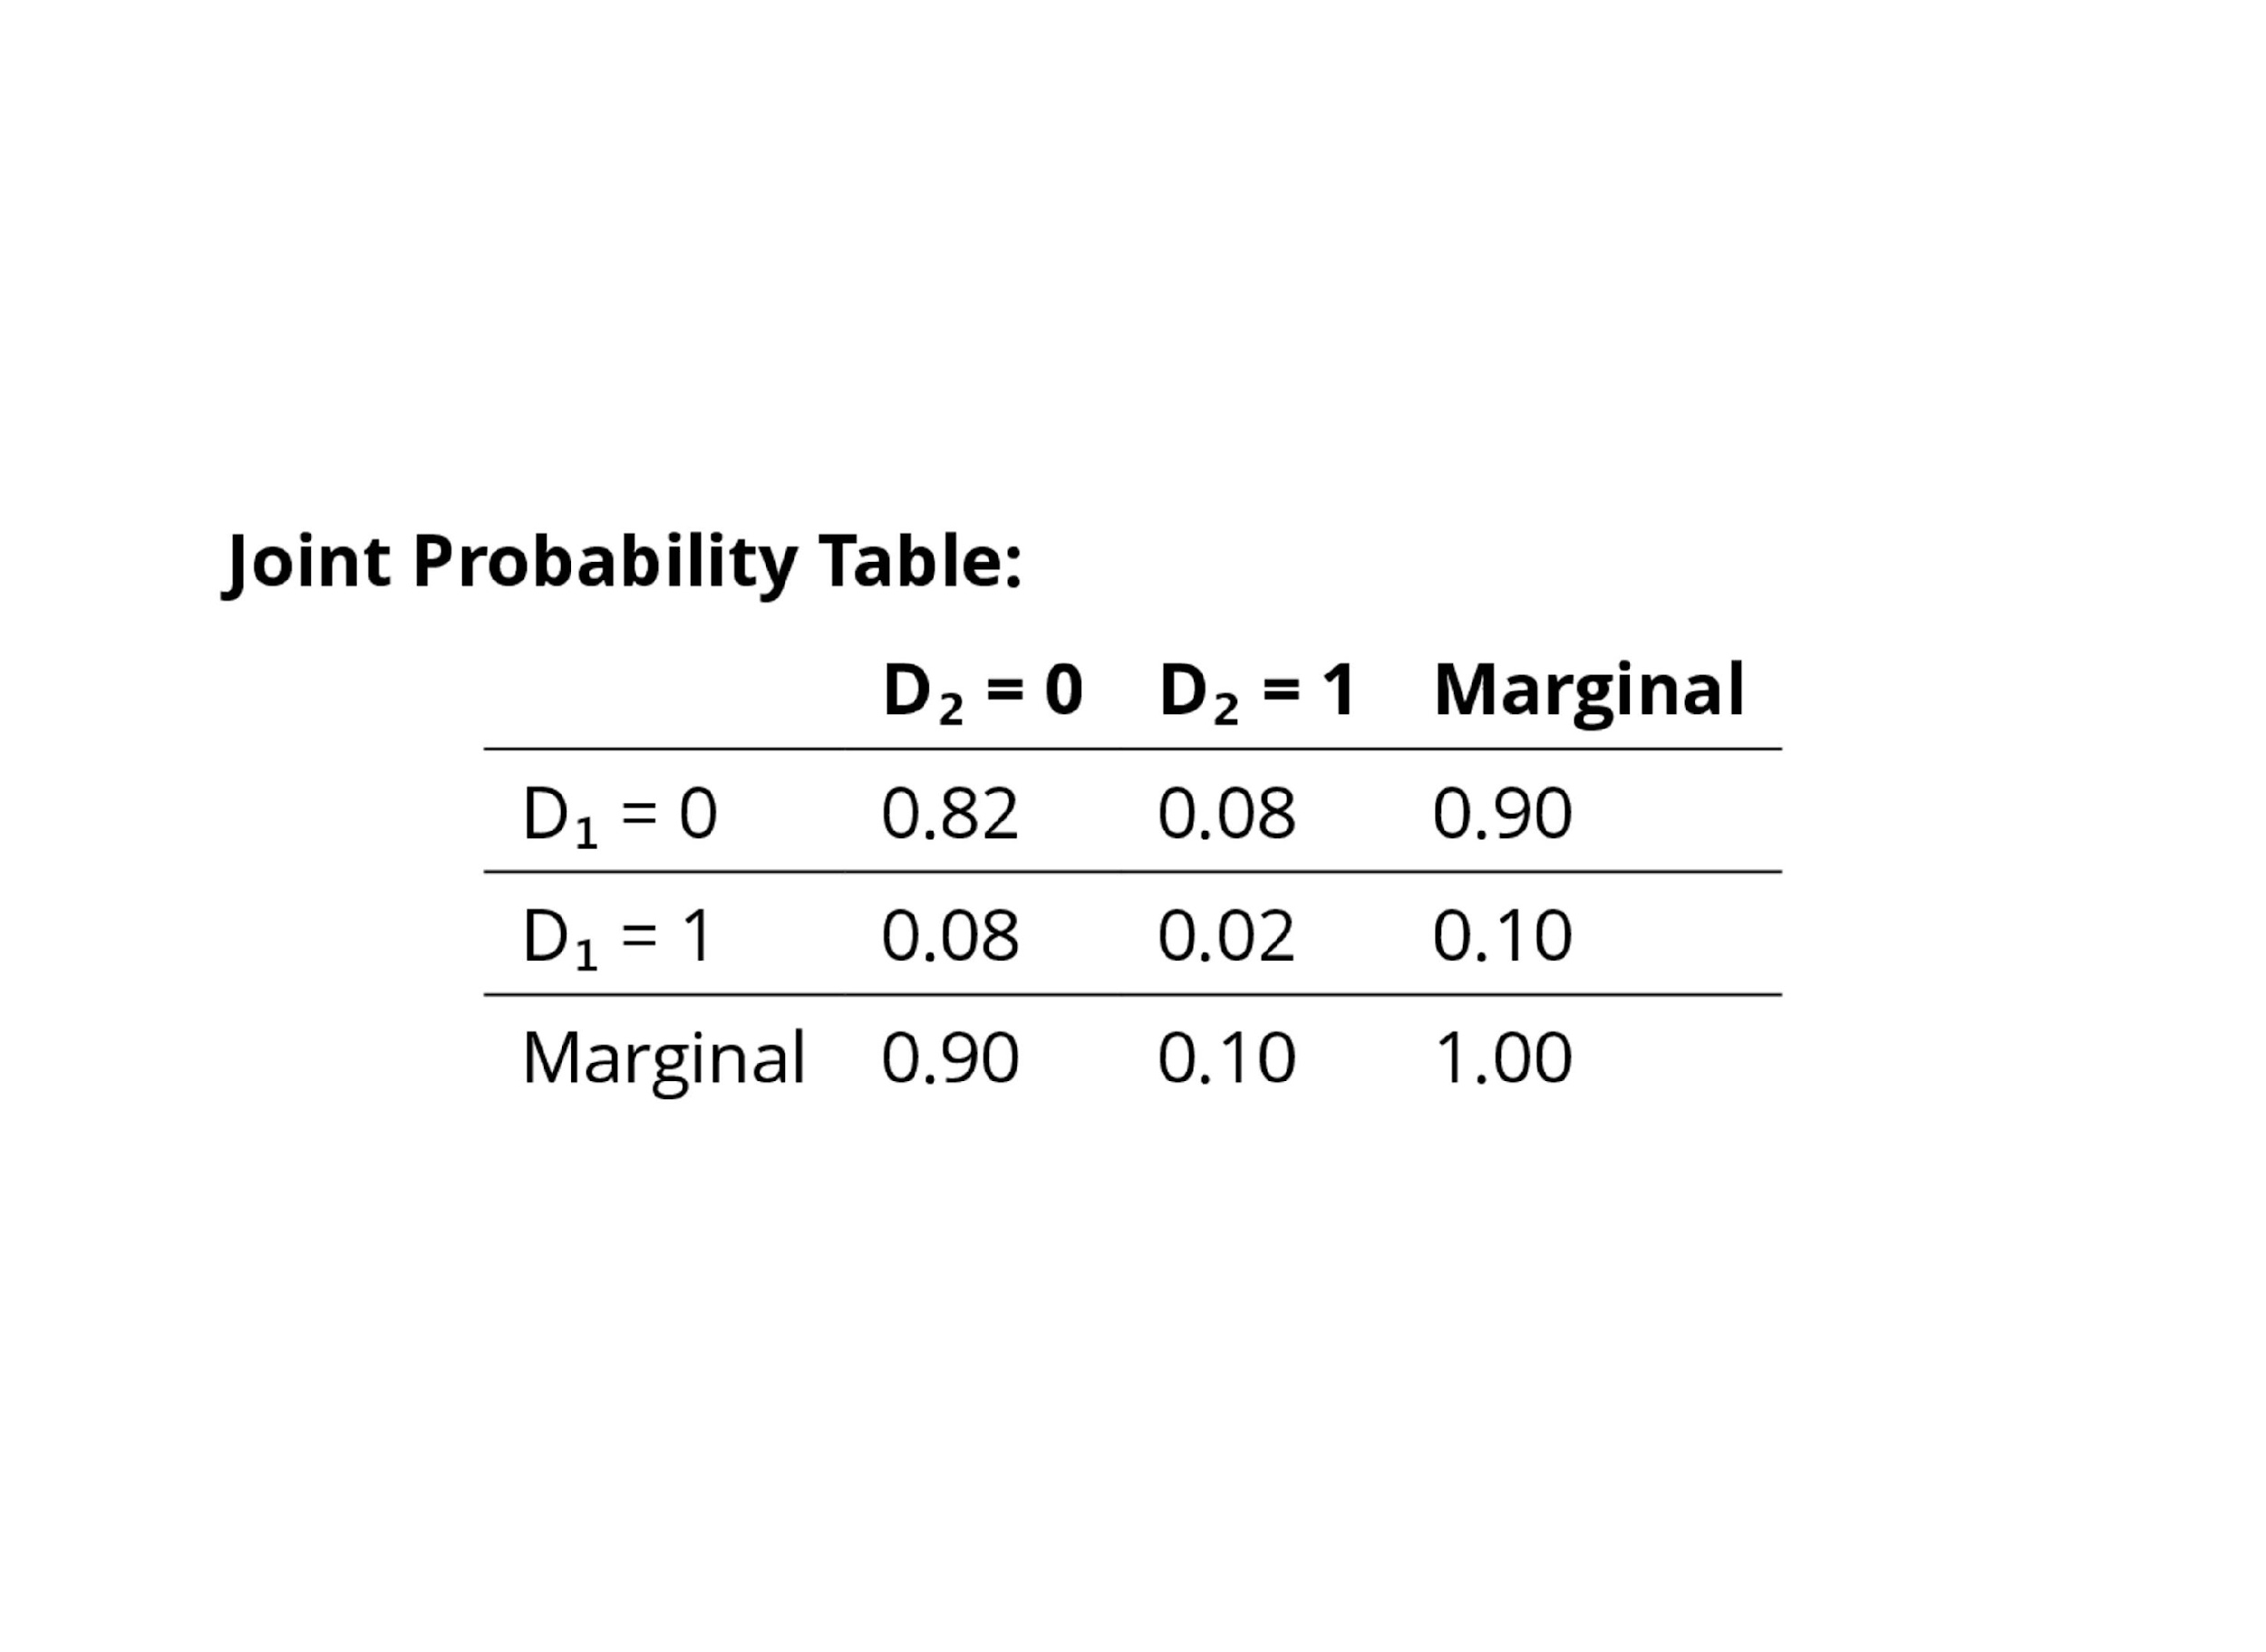 Joint Probability Table:
D₂ = 0 D₂ = 1 Marginal
D₁ = 0 0.82 0.08 0.90
D₁ = 1 0.08 0.02 0.10
Marginal 0.90 0.10 1.00